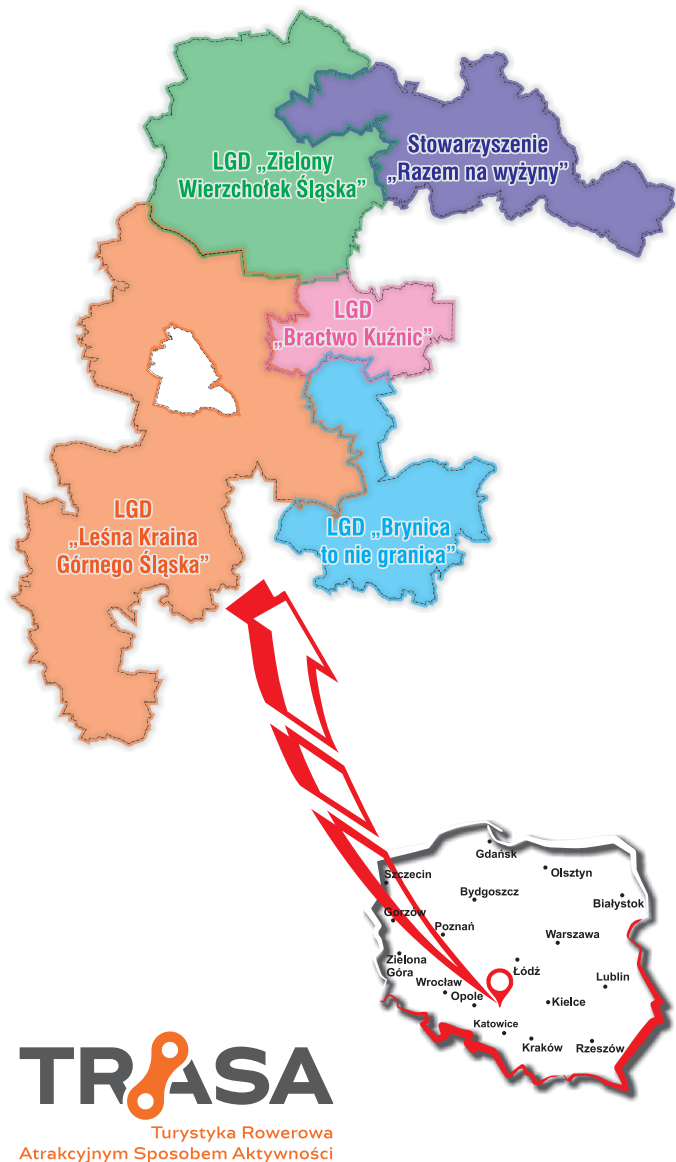 LGD „Zielony
Wierzchołek Śląska”
Stowarzyszenie
„Razem na wyżyny”
LGD
„Bractwo Kuźnic”
LGD
„Leśna Kraina
Górnego Śląska”
LGD „Brynica
to nie granica”
Gdańsk
Szczecin
Olsztyn
Bydgoszcz
Białystok
Gorzów
Poznań
Warszawa
Zielona
Góra
Łódź
Wrocław
Lublin
Opole
Kielce
Katowice
Kraków
Rzeszów
TRASA
Turystyka Rowerowa
Atrakcyjnym Sposobem Aktywności